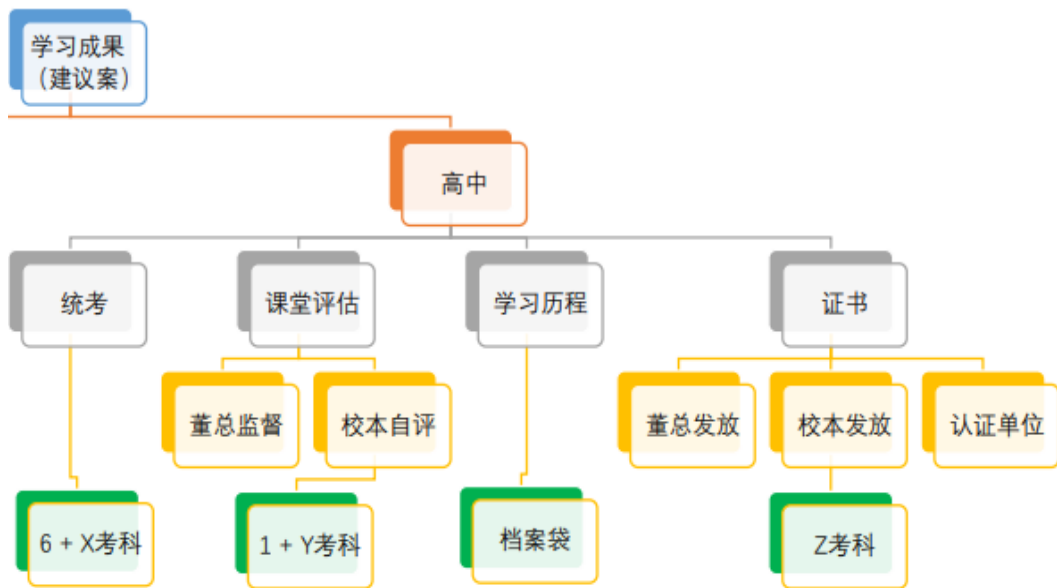 学习成果
（建议案）
高中
统考
课堂评估
学习历程
证书
董总监督
校本自评
董总发放
校本发放
认证单位
6 + X考科
1 + Y考科
档案袋
Z考科